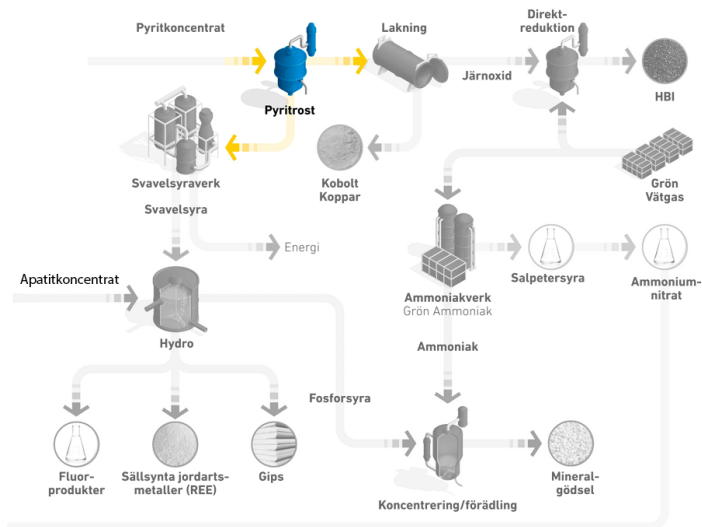 Pyritkoncentrat
Lakning
Direkt-
reduktion
Järnoxid
HBI
Pyritrost
Svavelsyraverk
Kobolt
Koppar
Grön
Vätgas
Svavelsyra
Energi
Salpetersyra
Ammonium-
nitrat
Apatitkoncentrat
Ammoniakverk
Grön Ammoniak
Hydro
Ammoniak
Fosforsyra
Fluor-
produkter
Sällsynta jordarts-
metaller (REE)
Gips
Mineral-
gödsel
Koncentrering/förädling